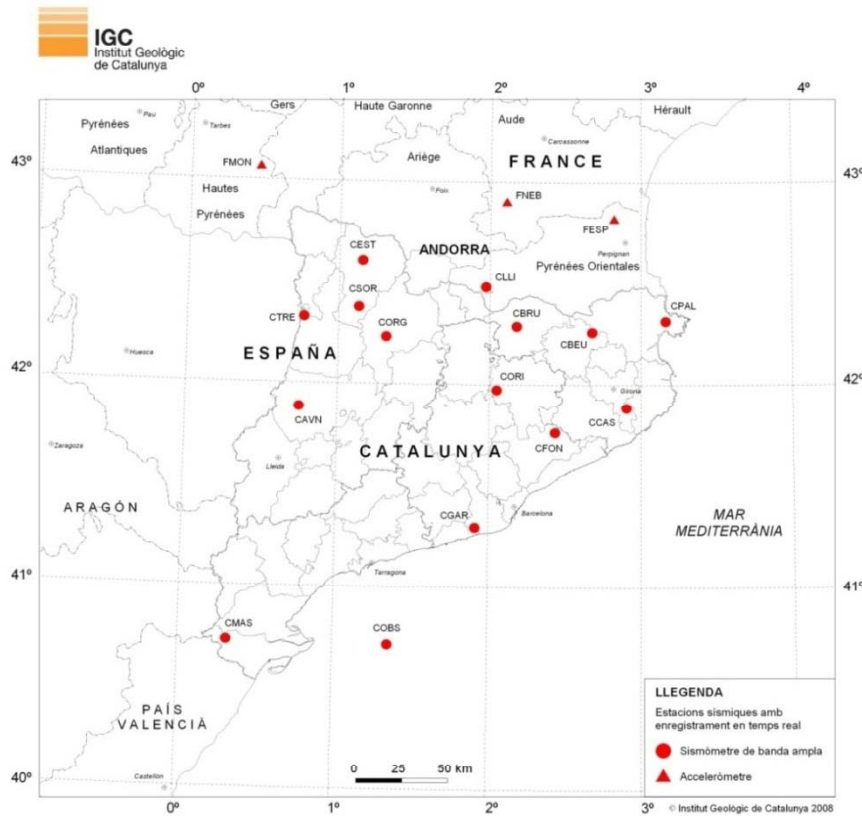 IGC
Institut Geològic
de Catalunya
0º
1º
2º
3º
4º
Gers
Haute Garonne
Aude
Hérault
Pyrénées
Atlantiques
Pau
Tarbes
Carcassonne
43º
FMON
Ariège
FRANCE
43º
Hautes
Pyrénées
Foix
FNEB
FESP
Perpignan
CEST
ANDORRA
Pyrénées Orientales
CLLI
CSOR
CTRE
CORG
CBRU
CBEU
CPAL
ESPAÑA
Huesca
42º
42º
CORI
Girona
CAVN
CCAS
CFON
CATALUNYA
Zaragoza
Lleida
ARAGÓN
CGAR
Barcelona
MAR
MEDITERRÀNIA
41º
Tarragona
41º
CMAS
COBS
PAÍS
VALENCIÀ
LLEGENDA
Estacions sísmiques amb
enregistrament en temps real
Sismòmetre de banda ampla
Acceleròmetre
40º
Castellón
0 25 50 km
0º
1º
2º
3º
© Institut Geològic de Catalunya 2008